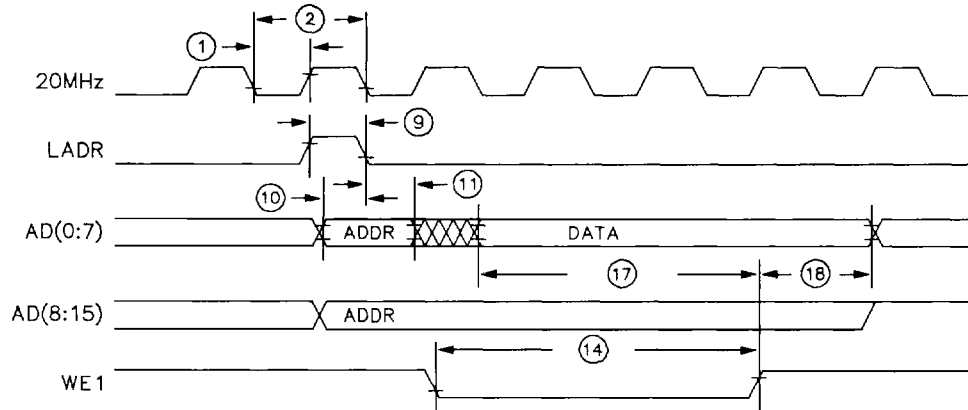 2
1
20MHz
9
LADR
10
11
AD(0:7)
ADDR
DATA
17
18
AD(8:15)
ADDR
14
WE1